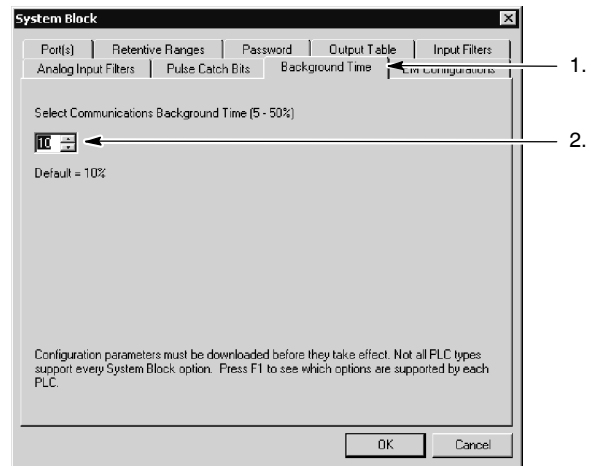 System Block
Port(s) Retentive Ranges Password Output Table Input Filters
Analog Input Filters Pulse Catch Bits Background Time EM Configurations
1.
Select Communications Background Time (5 - 50%)
10
2.
Default = 10%
Configuration parameters must be downloaded before they take effect. Not all PLC types
support every System Block option. Press F1 to see which options are supported by each
PLC.
OK Cancel